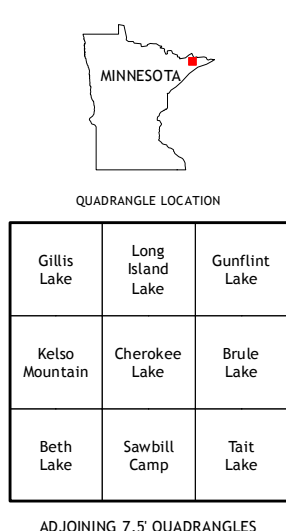 MINNESOTA
QUADRANGLE LOCATION
Gillis
Lake
Long
Island
Lake
Gunflint
Lake
Kelso
Mountain
Cherokee
Lake
Brule
Lake
Beth
Lake
Sawbill
Camp
Tait
Lake
ADJOINING 7.5' QUADRANGLES